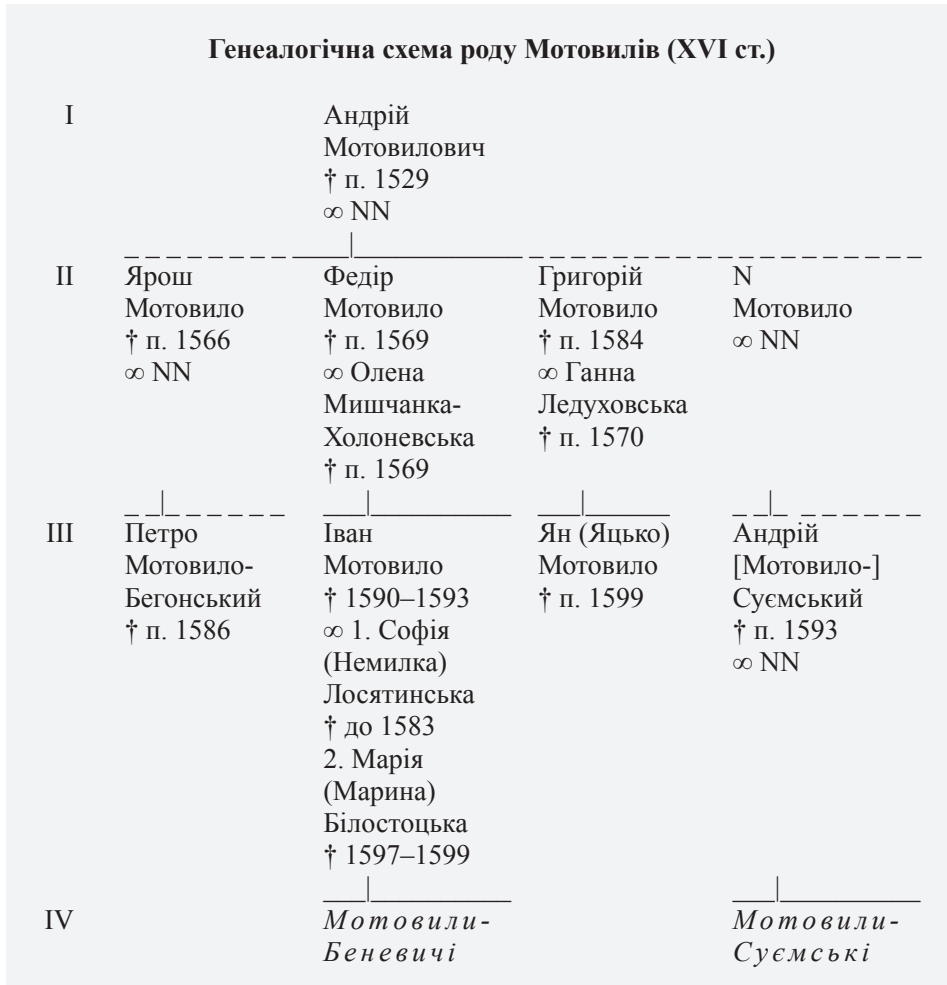 Генеалогічна схема роду Мотовилів (XVI ст.)
I
Андрій
Мотовилович
† п. 1529
∞ NN
II
Ярош
Мотовило
† п. 1566
∞ NN
Федір
Мотовило
† п. 1569
∞ Олена
Мишчанка-
Холоневська
† п. 1569
Григорій
Мотовило
† п. 1584
∞ Ганна
Ледуховська
† п. 1570
N
Мотовило
∞ NN
III
Петро
Мотовило-
Бегонський
† п. 1586
Іван
Мотовило
† 1590–1593
∞ 1. Софія
(Немилка)
Лосятинська
† до 1583
2. Марія
(Марина)
Білостоцька
† 1597–1599
Ян (Яцько)
Мотовило
† п. 1599
Андрій
[Мотовило-]
Суємський
† п. 1593
∞ NN
IV
Мотовили-
Беневичі
Мотовили-
Суємські